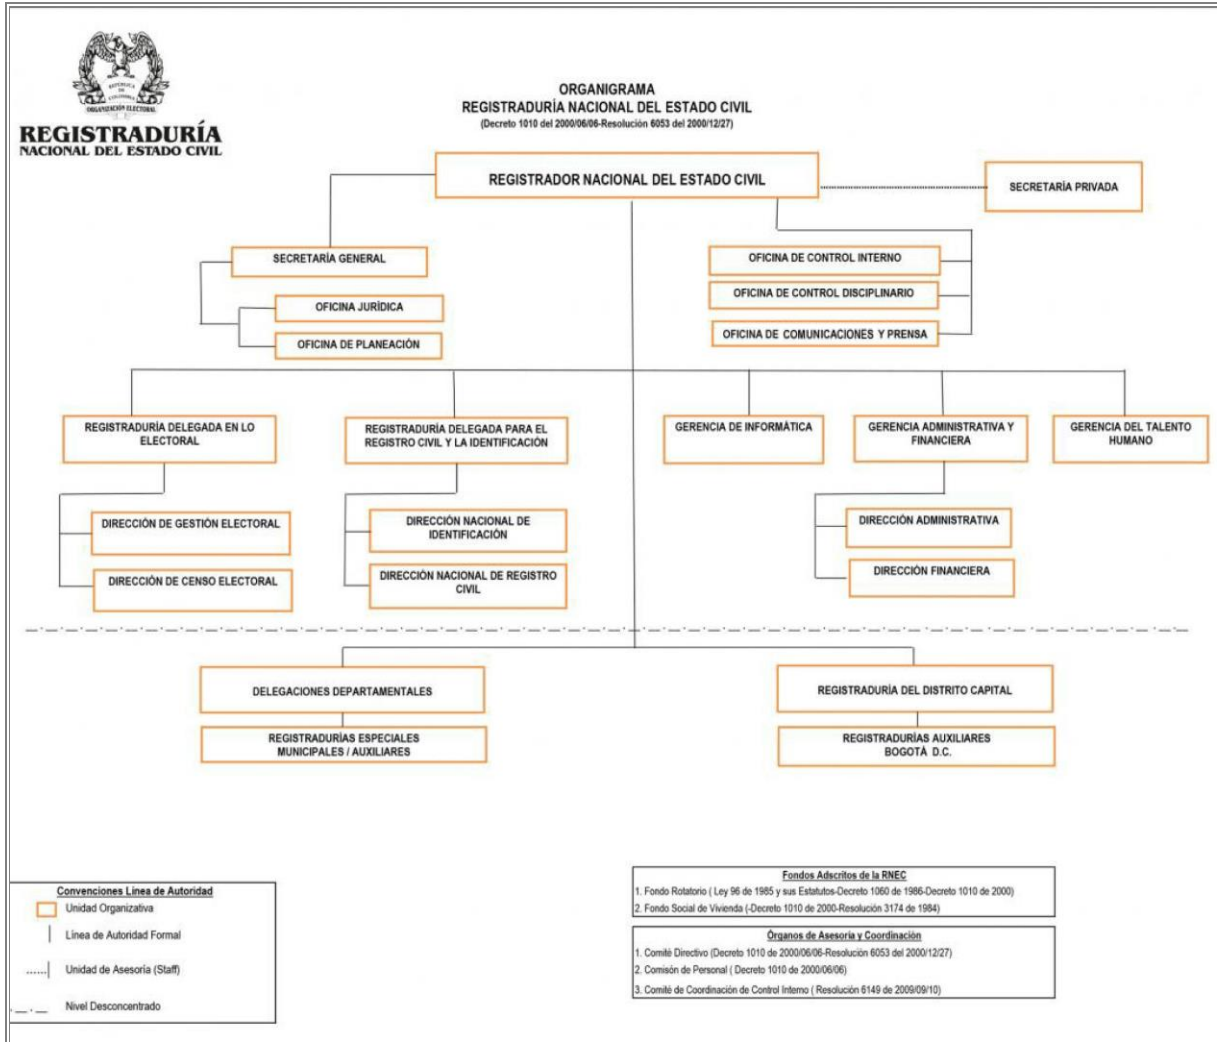 REPÚBLICA
DE
COLOMBIA
ORGANIZACIÓN ELECTORAL
REGISTRADURÍA
NACIONAL DEL ESTADO CIVIL
ORGANIGRAMA
REGISTRADURÍA NACIONAL DEL ESTADO CIVIL
(Decreto 1010 del 2000/06/06-Resolución 6053 del 2000/12/27)
REGISTRADOR NACIONAL DEL ESTADO CIVIL
SECRETARÍA PRIVADA
SECRETARÍA GENERAL
OFICINA JURÍDICA
OFICINA DE PLANEACIÓN
OFICINA DE CONTROL INTERNO
OFICINA DE CONTROL DISCIPLINARIO
OFICINA DE COMUNICACIONES Y PRENSA
REGISTRADURÍA DELEGADA EN LO
ELECTORAL
REGISTRADURÍA DELEGADA PARA EL
REGISTRO CIVIL Y LA IDENTIFICACIÓN
GERENCIA DE INFORMÁTICA
GERENCIA ADMINISTRATIVA Y
FINANCIERA
GERENCIA DEL TALENTO
HUMANO
DIRECCIÓN DE GESTIÓN ELECTORAL
DIRECCIÓN DE CENSO ELECTORAL
DIRECCIÓN NACIONAL DE
IDENTIFICACIÓN
DIRECCIÓN NACIONAL DE REGISTRO
CIVIL
DIRECCIÓN ADMINISTRATIVA
DIRECCIÓN FINANCIERA
DELEGACIONES DEPARTAMENTALES
REGISTRADURÍAS ESPECIALES
MUNICIPALES / AUXILIARES
REGISTRADURÍA DEL DISTRITO CAPITAL
REGISTRADURÍAS AUXILIARES
BOGOTÁ D.C.
Convenciones Línea de Autoridad
Unidad Organizativa
Línea de Autoridad Formal
Unidad de Asesoría (Staff)
Nivel Desconcentrado
Fondos Adscritos de la RNEC
1. Fondo Rotatorio ( Ley 96 de 1985 y sus Estatutos-Decreto 1060 de 1986-Decreto 1010 de 2000)
2. Fondo Social de Vivienda (-Decreto 1010 de 2000-Resolución 3174 de 1984)
Órganos de Asesoría y Coordinación
1. Comité Directivo (Decreto 1010 de 2000/06/06-Resolución 6053 del 2000/12/27)
2. Comisón de Personal ( Decreto 1010 de 2000/06/06)
3. Comité de Coordinación de Control Interno ( Resolución 6149 de 2009/09/10)